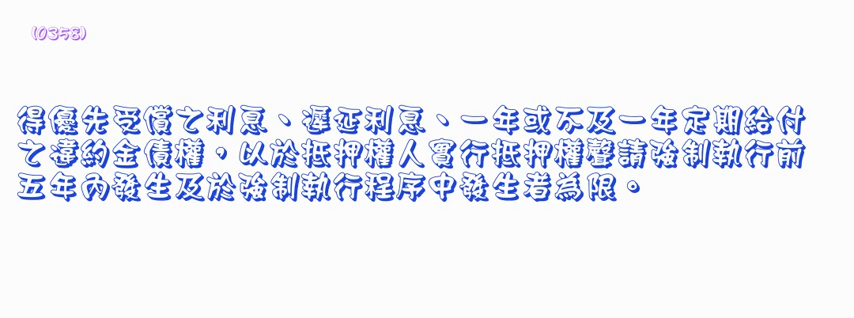 (0358)
得優先受償之利息、遲延利息、一年或不及一年定期給付
之違約金債權，以於抵押權人實行抵押權聲請強制執行前
五年內發生及於強制執行程序中發生者為限。